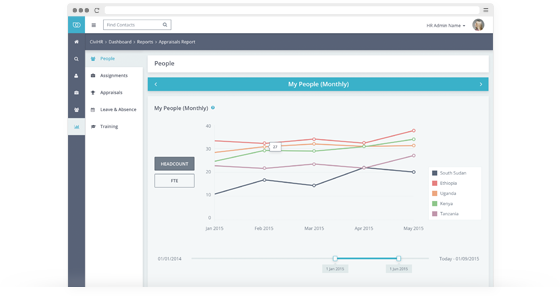 Find Contacts
HR Admin Name
CiviHR > Dashboard > Reports > Appraisals Report
People
Assignments
Appraisals
Leave & Absence
Training
People
My People (Monthly)
My People (Monthly)
HEADCOUNT
FTE
40
30
20
10
0
31
Jan 2015
Feb 2015
Mar 2015
Apr 2015
May 2015
South Sudan
Ethiopia
Uganda
Kenya
Tanzania
01/01/2014
1 Jan 2015
1 Jun 2015
Today - 01/09/2015